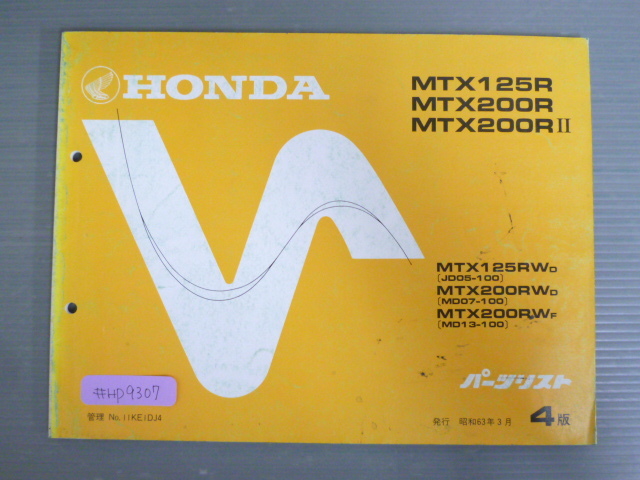 HONDA
MTX125R
MTX200R
MTX200RⅡ
MTX125RWD
(JD05-100)
MTX200RWD
(MD07-100)
MTX200RWF
(MD13-100)
パーツリスト
#HD9307
管理 No.11KE1DJ4
発行 昭和63年3月 4版